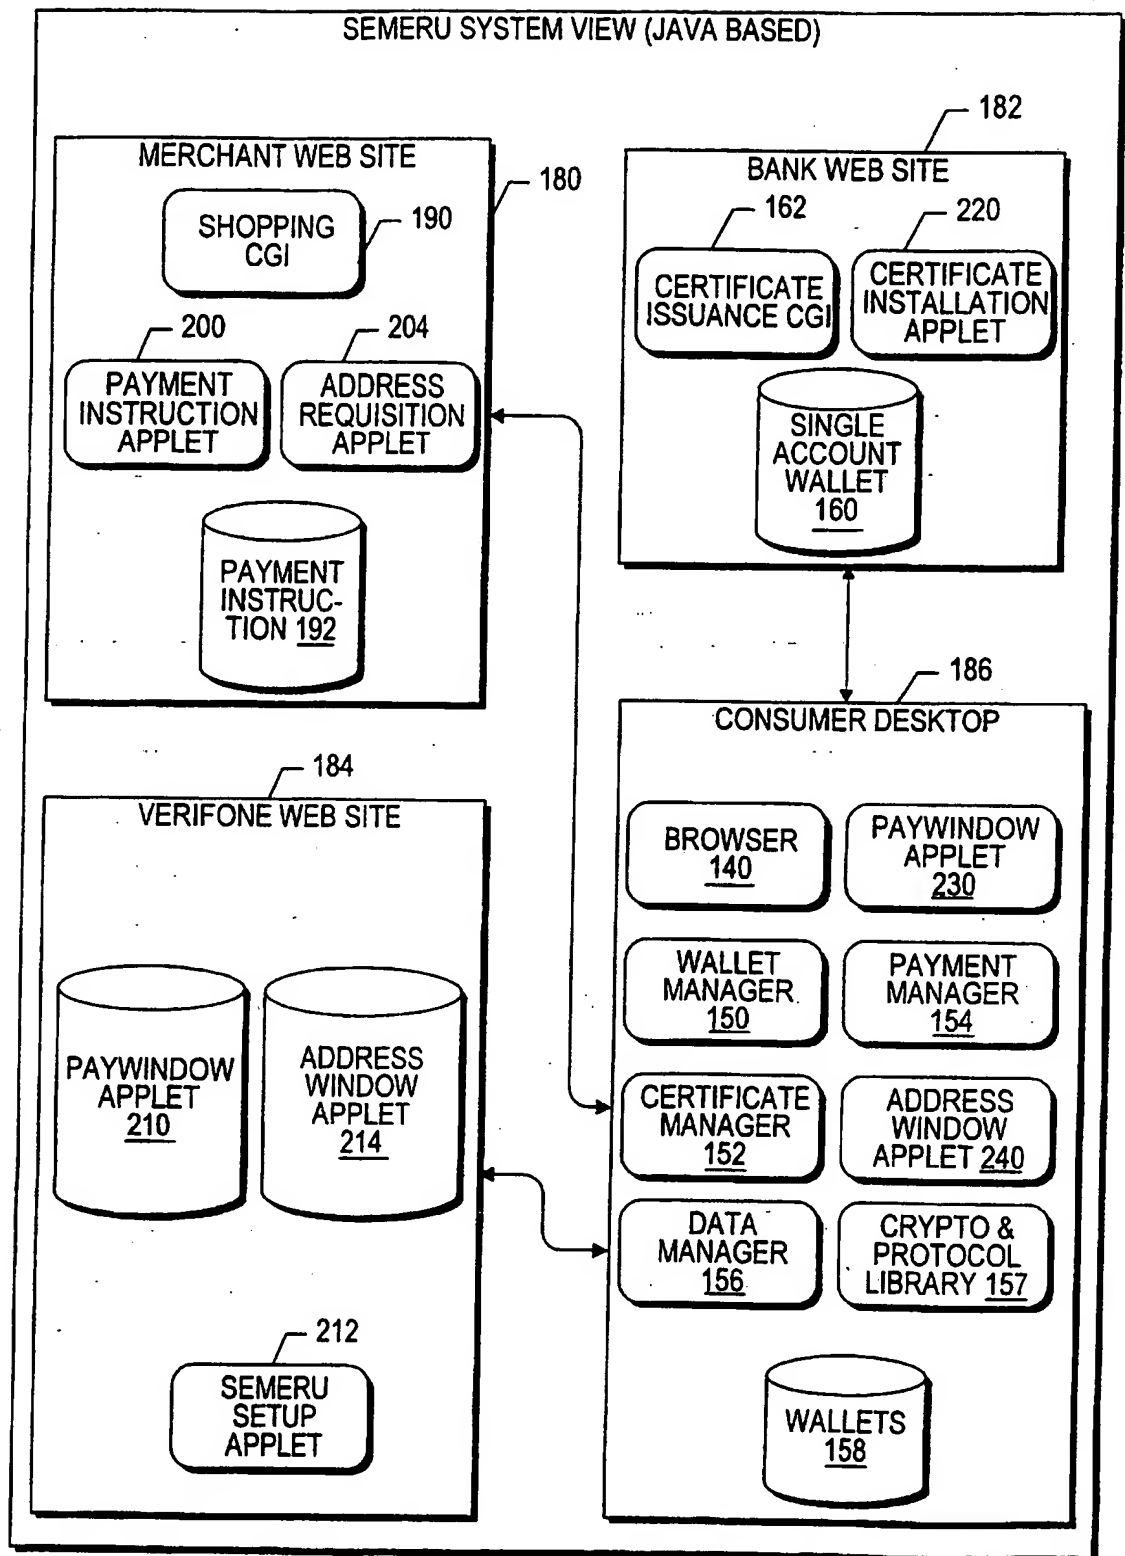 SEMERU SYSTEM VIEW (JAVA BASED)
MERCHANT WEB SITE
180
SHOPPING
CGI
190
200
PAYMENT
INSTRUCTION
APPLET
204
ADDRESS
REQUISITION
APPLET
PAYMENT
INSTRUC-
TION 192
182
BANK WEB SITE
162
CERTIFICATE
ISSUANCE CGI
220
CERTIFICATE
INSTALLATION
APPLET
SINGLE
ACCOUNT
WALLET
160
184
VERIFONE WEB SITE
PAYWINDOW
APPLET
210
ADDRESS
WINDOW
APPLET
214
212
SEMERU
SETUP
APPLET
186
CONSUMER DESKTOP
BROWSER
140
PAYWINDOW
APPLET
230
WALLET
MANAGER
150
PAYMENT
MANAGER
154
CERTIFICATE
MANAGER
152
ADDRESS
WINDOW
APPLET 240
DATA
MANAGER
156
CRYPTO &
PROTOCOL
LIBRARY 157
WALLETS
158